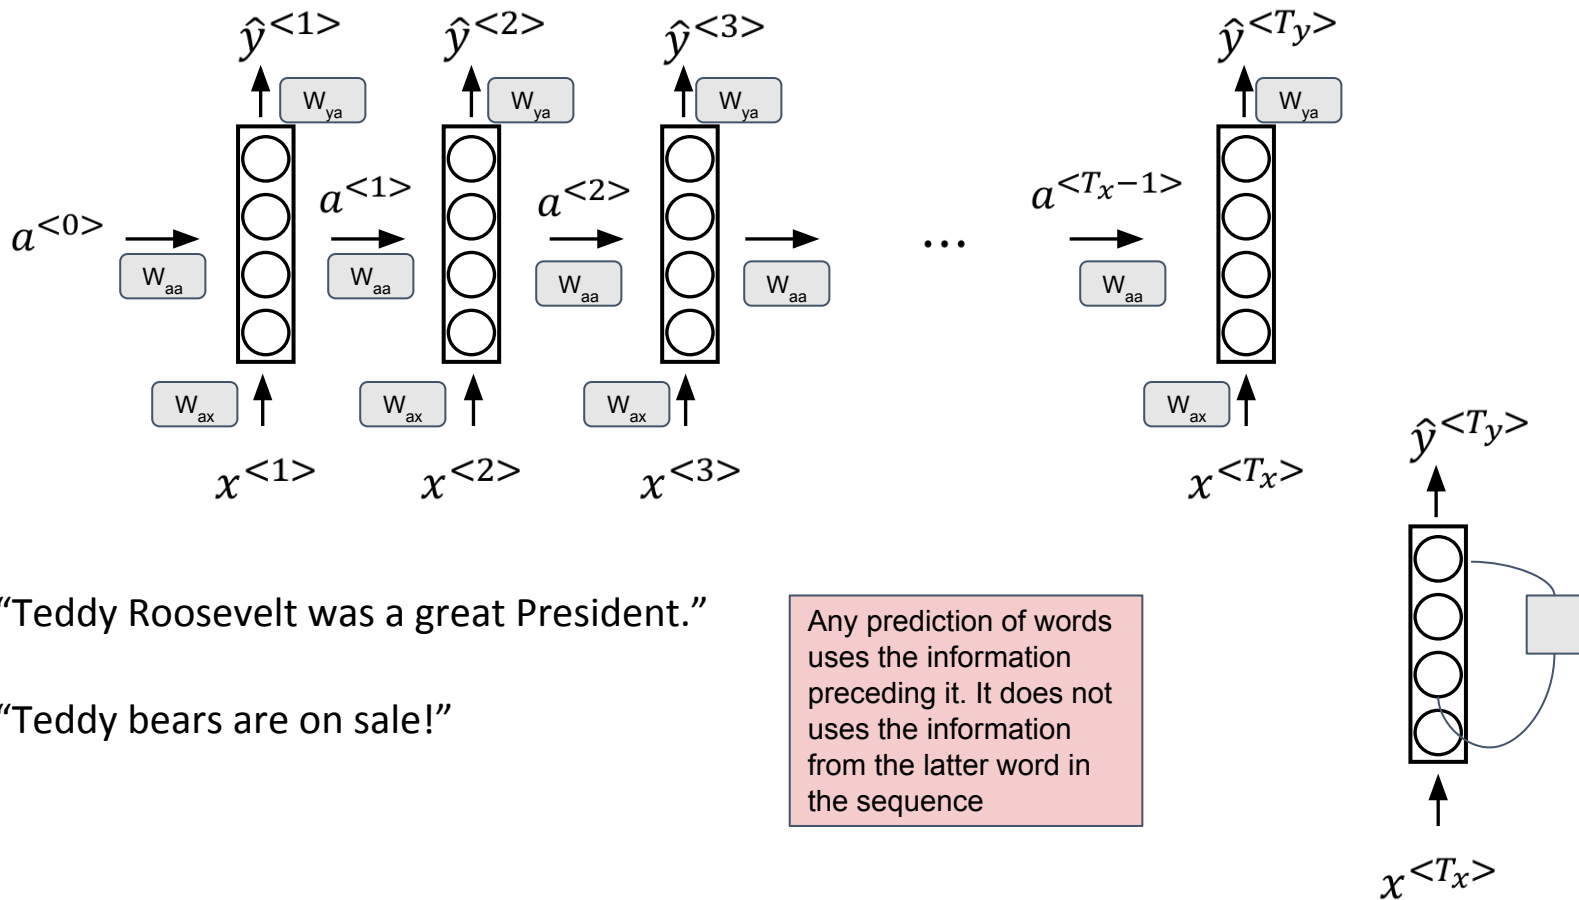 ŷ<1> ŷ<2> ŷ<3> ŷ<Ty>
Wya Wya Wya Wya
a<0> a<1> a<2> ... a<Tx−1>
Waa Waa Waa Waa Waa
Wax Wax Wax Wax
x<1> x<2> x<3> x<Tx>
ŷ<Ty>
“Teddy Roosevelt was a great President.”
“Teddy bears are on sale!”
Any prediction of words
uses the information
preceding it. It does not
uses the information
from the latter word in
the sequence
x<Tx>